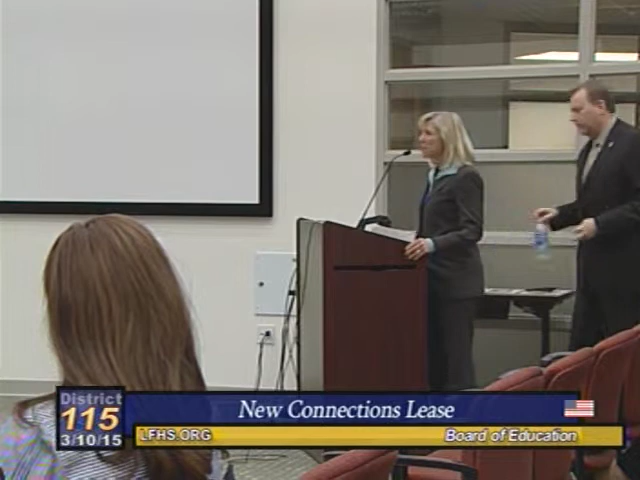 District
115
3/10/15
New Connections Lease
LFHS.ORG
Board of Education